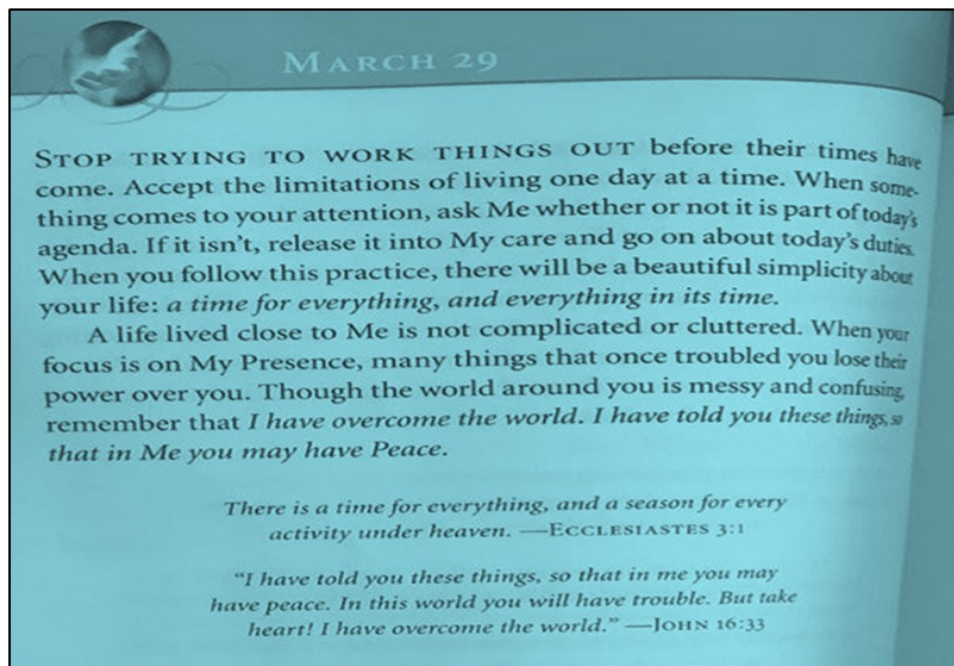 MARCH 29
STOP TRYING TO WORK THINGS OUT before their times have
come. Accept the limitations of living one day at a time. When some-
thing comes to your attention, ask Me whether or not it is part of today's
agenda. If it isn't, release it into My care and go on about today's duties.
When you follow this practice, there will be a beautiful simplicity about
your life: a time for everything, and everything in its time.
A life lived close to Me is not complicated or cluttered. When your
focus is on My Presence, many things that once troubled you lose their
power over you. Though the world around you is messy and confusing,
remember that I have overcome the world. I have told you these things, so
that in Me you may have Peace.
There is a time for everything, and a season for every
activity under heaven. —ECCLESIASTES 3:1
“I have told you these things, so that in me you may
have peace. In this world you will have trouble. But take
heart! I have overcome the world.” —JOHN 16:33